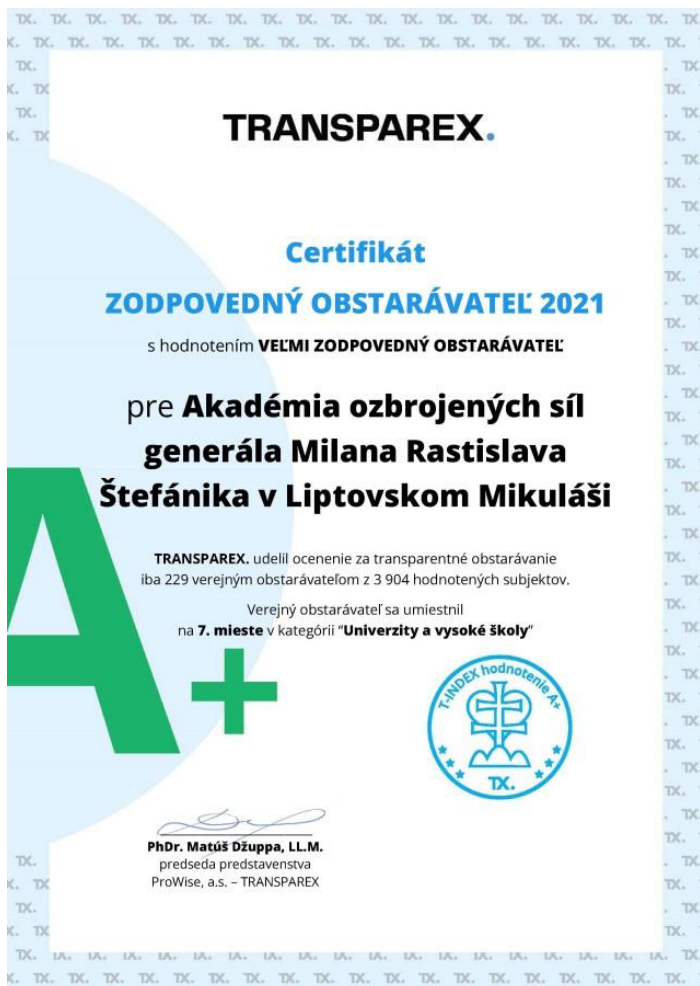 TRANSPAREX.
Certifikát
ZODPOVEDNÝ OBSTARÁVATEĽ 2021
s hodnotením VEĽMI ZODPOVEDNÝ OBSTARÁVATEĽ
pre Akadémia ozbrojených síl
generála Milana Rastislava
Štefánika v Liptovskom Mikuláši
TRANSPAREX. udelil ocenenie za transparentné obstarávanie
iba 229 verejným obstarávateľom z 3 904 hodnotených subjektov.
Verejný obstarávateľ sa umiestnil
na 7. mieste v kategórii “Univerzity a vysoké školy”
A+
T-INDEX hodnotenie A+
TX.
PhDr. Matúš Džuppa, LL.M.
predseda predstavenstva
ProWise, a.s. – TRANSPAREX